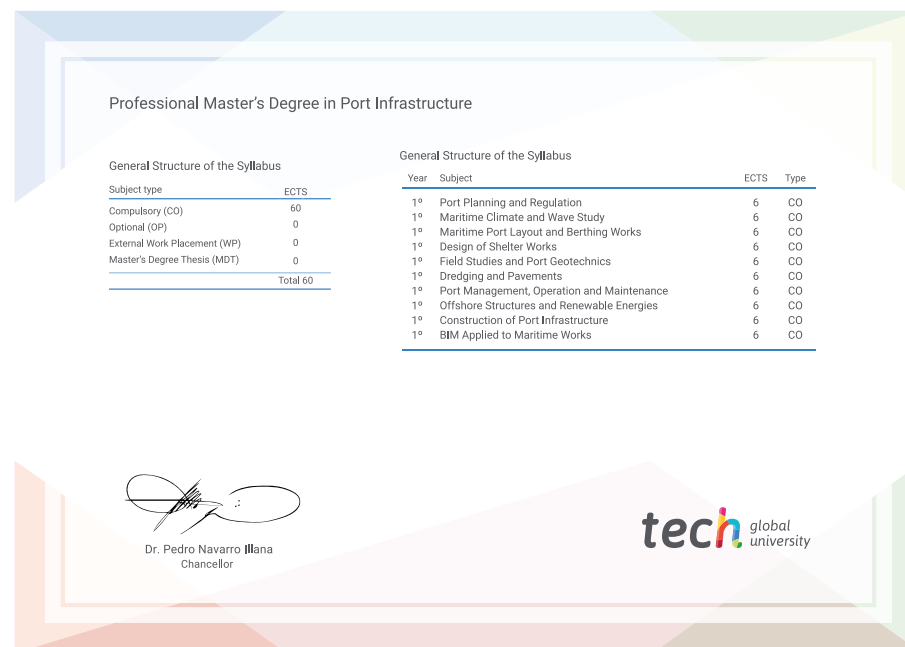 Professional Master's Degree in Port Infrastructure
General Structure of the Syllabus
Subject type ECTS
Compulsory (CO) 60
Optional (OP) 0
External Work Placement (WP) 0
Master's Degree Thesis (MDT) 0
Total 60
General Structure of the Syllabus
Year Subject ECTS Type
1º Port Planning and Regulation 6 CO
1º Maritime Climate and Wave Study 6 CO
1º Maritime Port Layout and Berthing Works 6 CO
1º Design of Shelter Works 6 CO
1º Field Studies and Port Geotechnics 6 CO
1º Dredging and Pavements 6 CO
1º Port Management, Operation and Maintenance 6 CO
1º Offshore Structures and Renewable Energies 6 CO
1º Construction of Port Infrastructure 6 CO
1º BIM Applied to Maritime Works 6 CO
Dr. Pedro Navarro Illana
Chancellor
tech global
university